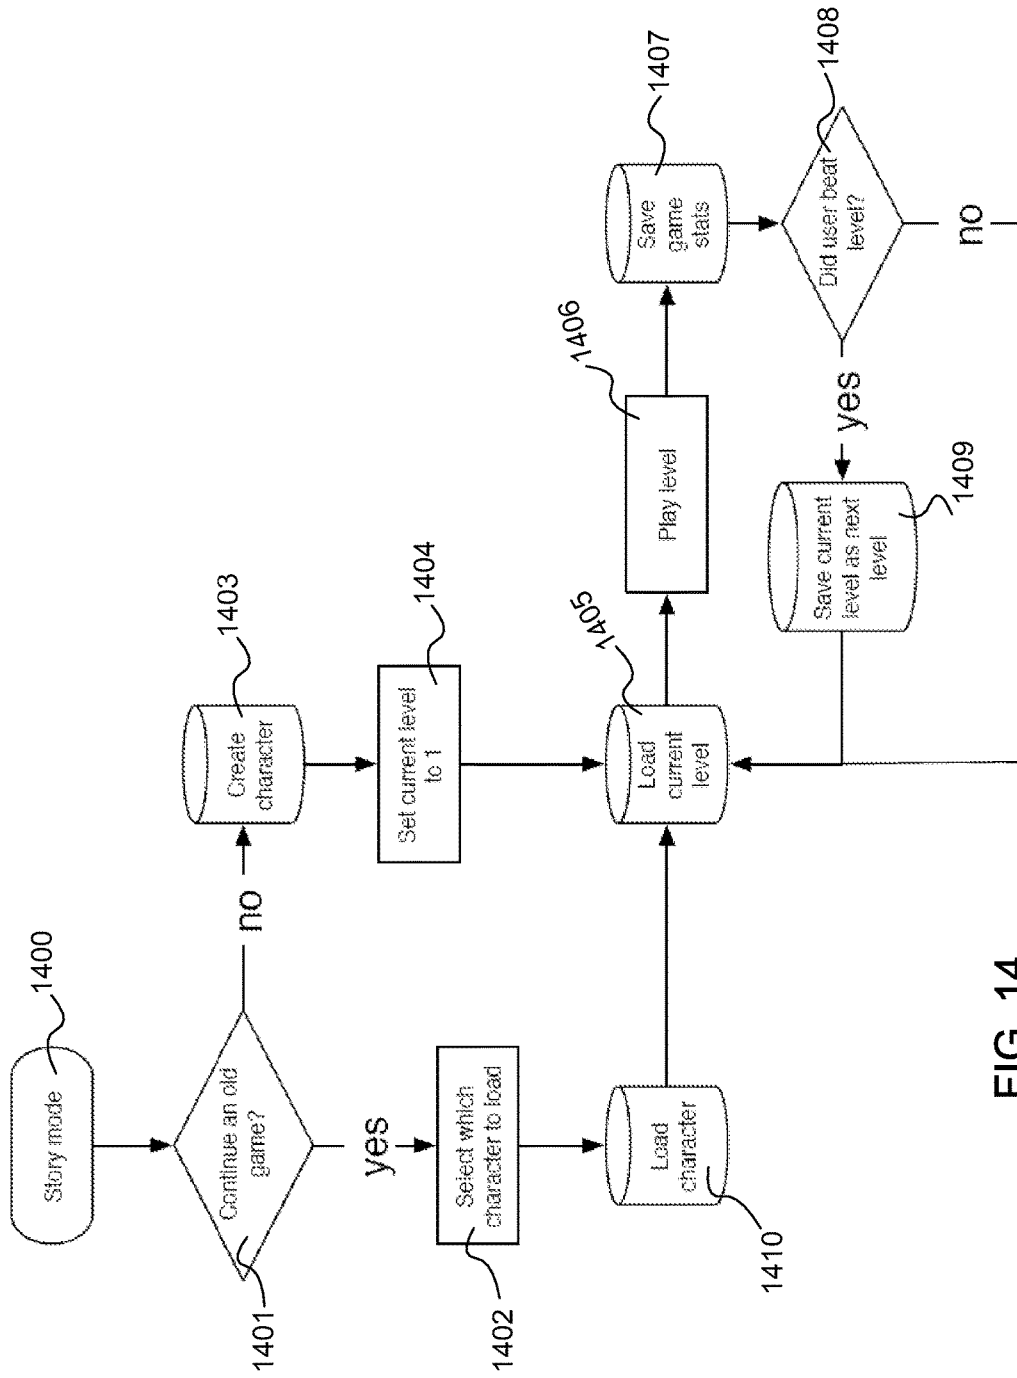 Story mode
1400
Continue an old
game?
1401
no
yes
Create
character
1403
Set current level
to 1
1404
Select which
character to load
1402
Load
character
1410
Load
current
level
1405
Play level
1406
Save
game
stats
1407
Did user beat
level?
1408
yes
no
Save current
level as next
level
1409
FIG. 14